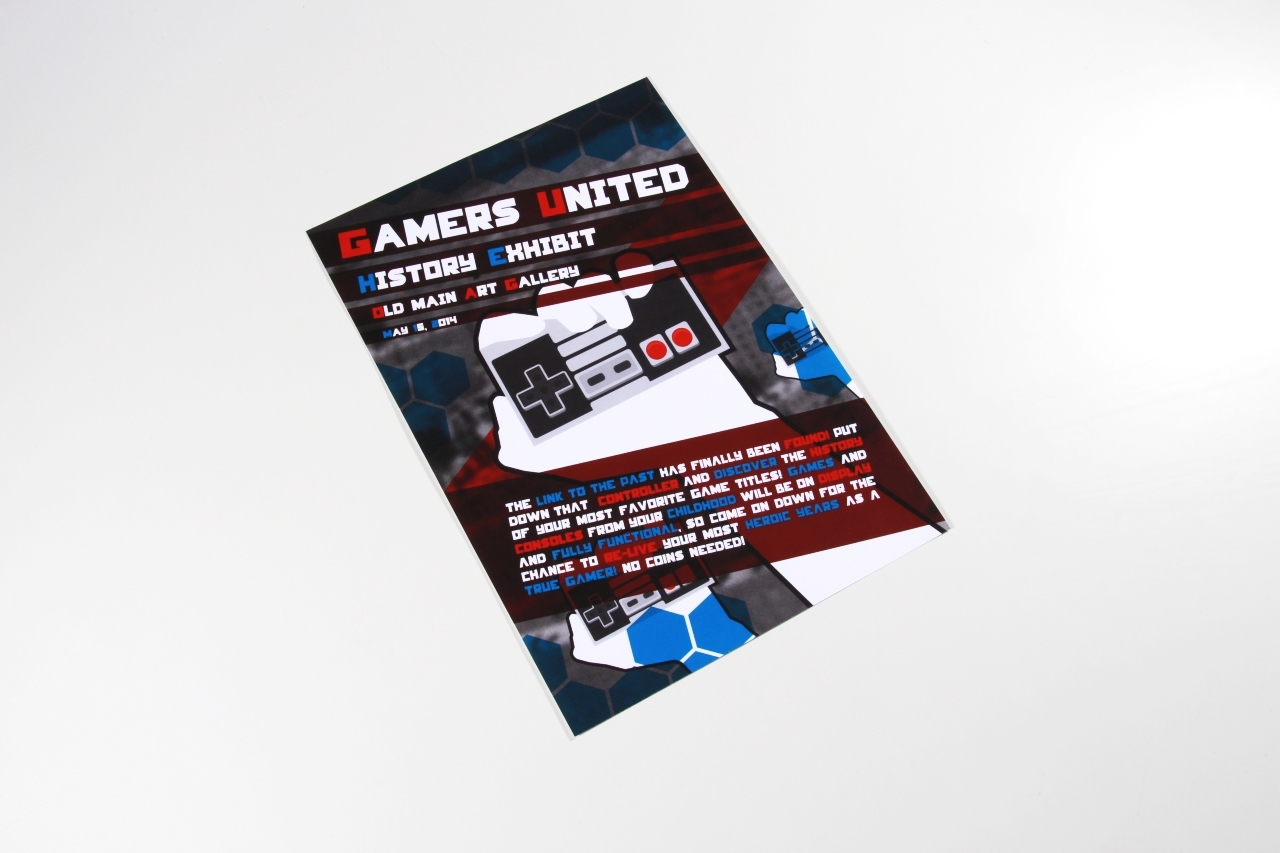 GAMERS UNITED
HISTORY EXHIBIT
OLD MAIN ART GALLERY
MAY 2014
THE LINK TO THE PAST HAS FINALLY BEEN FOUND! PUT
DOWN THAT CONTROLLER AND DISCOVER THE HISTORY
OF YOUR MOST FAVORITE GAME TITLES! GAMES AND
CONSOLES FROM YOUR CHILDHOOD WILL BE ON DISPLAY
AND FULLY FUNCTIONAL, SO COME ON DOWN FOR THE
CHANCE TO RE-LIVE YOUR MOST HEROIC YEARS AS A
TRUE GAMER! NO COINS NEEDED!